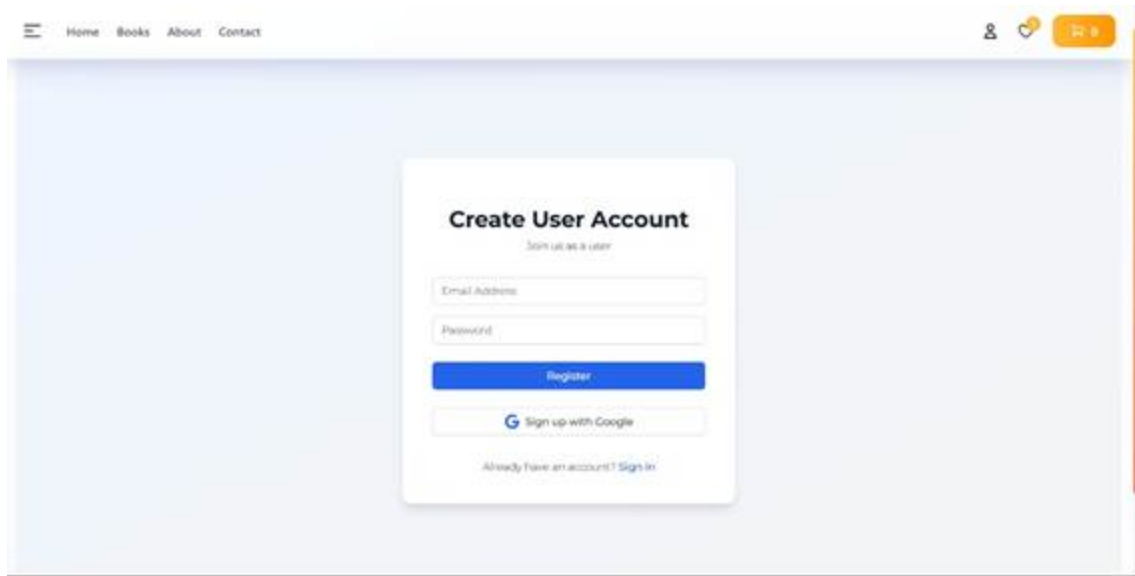 Home Books About Contact
0
Create User Account
Join us as a user
Email Address
Password
Register
Sign up with Google
Already have an account? Sign In